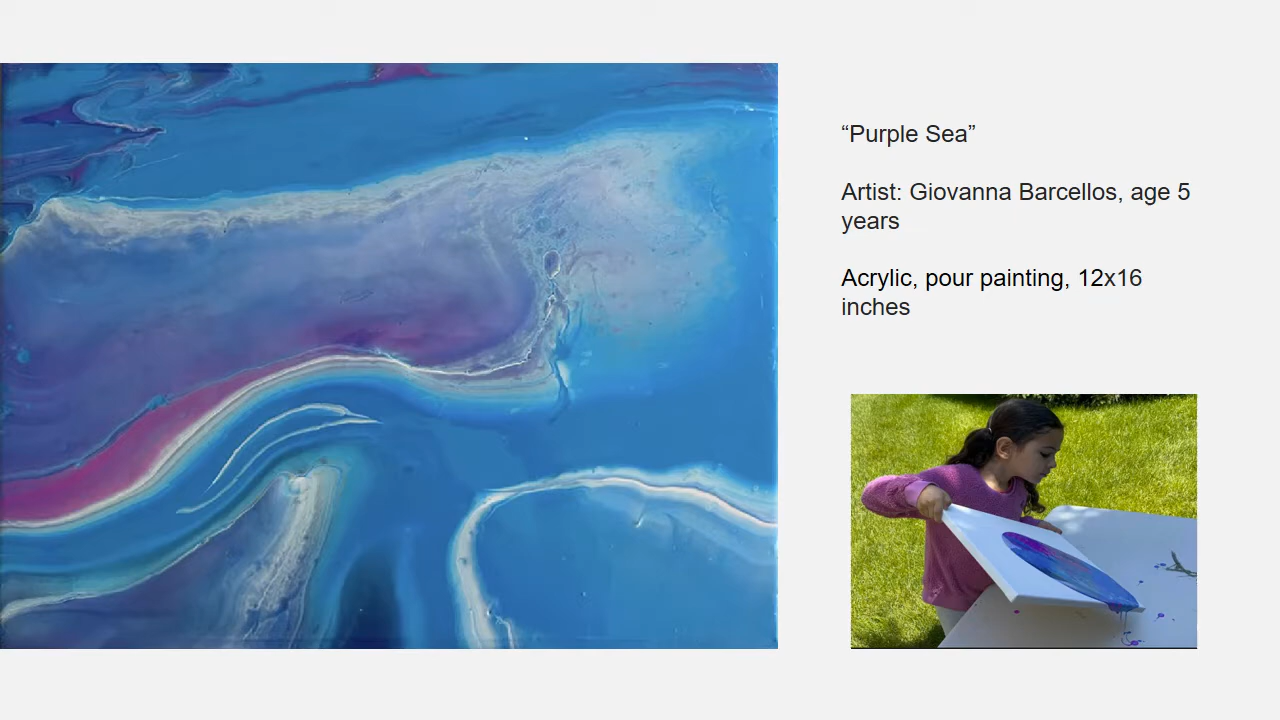 “Purple Sea”
Artist: Giovanna Barcellos, age 5
years
Acrylic, pour painting, 12x16
inches